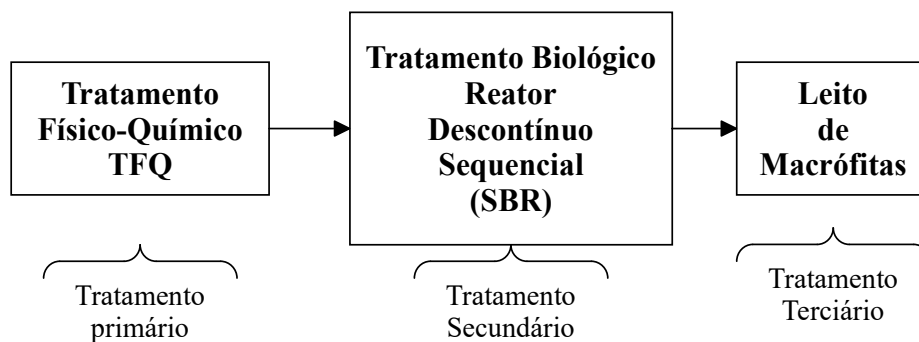 Tratamento
Físico-Químico
TFQ
Tratamento Biológico
Reator
Descontínuo
Sequencial
(SBR)
Leito
de
Macrófitas
Tratamento
primário
Tratamento
Secundário
Tratamento
Terciário